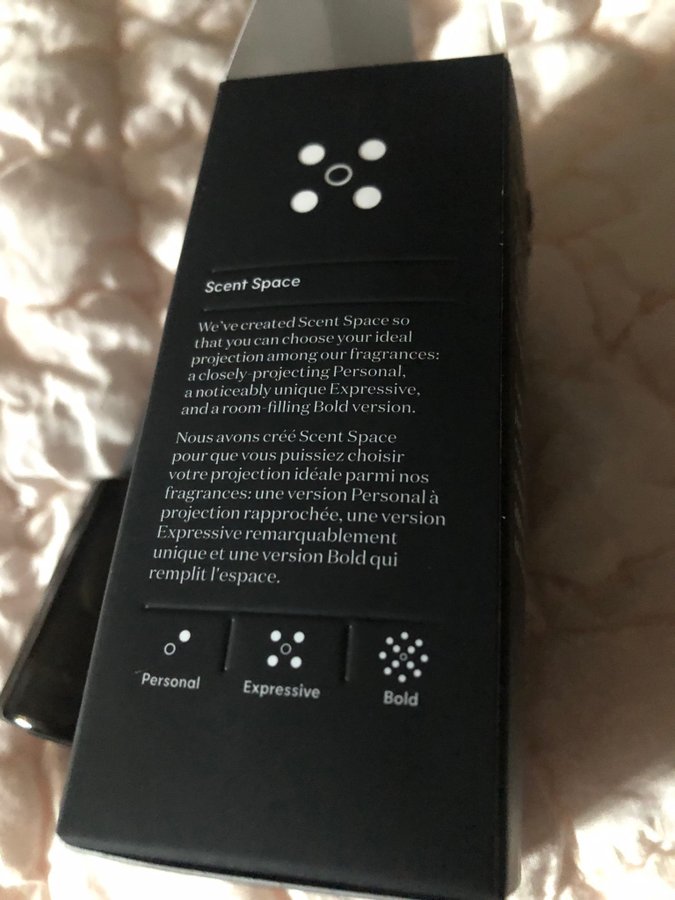 Scent Space
We've created Scent Space so
that you can choose your ideal
projection among our fragrances:
a closely-projecting Personal,
a noticeably unique Expressive,
and a room-filling Bold version.
Nous avons créé Scent Space
pour que vous puissiez choisir
votre projection idéale parmi nos
fragrances: une version Personal à
projection rapprochée, une version
Expressive remarquablement
unique et une version Bold qui
remplit l'espace.
Personal
Expressive
Bold